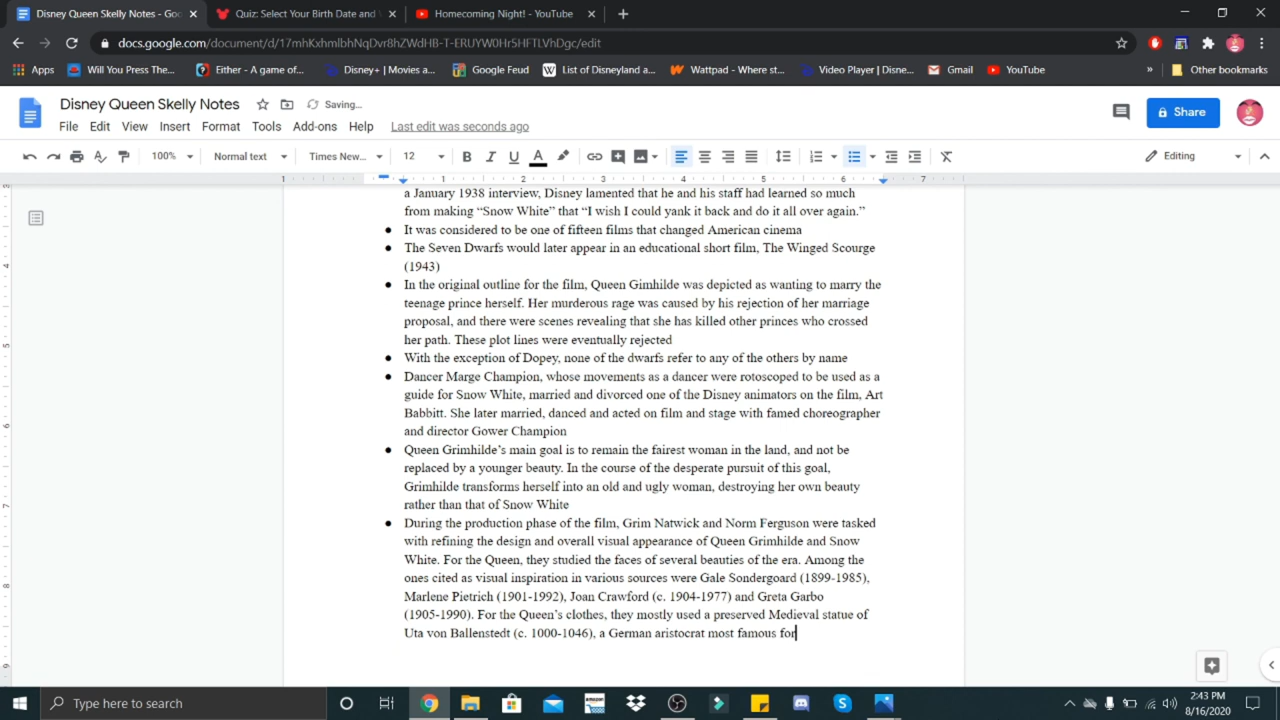 Disney Queen Skelly Notes - Goo
Quiz: Select Your Birth Date and
Homecoming Night! - YouTube
docs.google.com/document/d/17mhKxhmlbhNqDvr8hZWdHB-T-ERUYW0Hr5HFTLVhDgc/edit
Apps
Will You Press The...
Either - A game of...
Disney+ | Movies a...
Google Feud
List of Disneyland a...
Wattpad - Where st...
Video Player | Disne...
Gmail
YouTube
»
Other bookmarks
Disney Queen Skelly Notes
Saving...
File Edit View Insert Format Tools Add-ons Help Last edit was seconds ago
Share
100% Normal text Times New... 12 B I U A Editing
1 1 2 3 4 5 6 7
a January 1938 interview, Disney lamented that he and his staff had learned so much
from making “Snow White” that “I wish I could yank it back and do it all over again.”
● It was considered to be one of fifteen films that changed American cinema
● The Seven Dwarfs would later appear in an educational short film, The Winged Scourge
(1943)
● In the original outline for the film, Queen Gimhilde was depicted as wanting to marry the
teenage prince herself. Her murderous rage was caused by his rejection of her marriage
proposal, and there were scenes revealing that she has killed other princes who crossed
her path. These plot lines were eventually rejected
● With the exception of Dopey, none of the dwarfs refer to any of the others by name
● Dancer Marge Champion, whose movements as a dancer were rotoscoped to be used as a
guide for Snow White, married and divorced one of the Disney animators on the film, Art
Babbitt. She later married, danced and acted on film and stage with famed choreographer
and director Gower Champion
● Queen Grimhilde’s main goal is to remain the fairest woman in the land, and not be
replaced by a younger beauty. In the course of the desperate pursuit of this goal,
Grimhilde transforms herself into an old and ugly woman, destroying her own beauty
rather than that of Snow White
● During the production phase of the film, Grim Natwick and Norm Ferguson were tasked
with refining the design and overall visual appearance of Queen Grimhilde and Snow
White. For the Queen, they studied the faces of several beauties of the era. Among the
ones cited as visual inspiration in various sources were Gale Sondergoard (1899-1985),
Marlene Pietrich (1901-1992), Joan Crawford (c. 1904-1977) and Greta Garbo
(1905-1990). For the Queen’s clothes, they mostly used a preserved Medieval statue of
Uta von Ballenstedt (c. 1000-1046), a German aristocrat most famous for
Type here to search
2:43 PM
8/16/2020